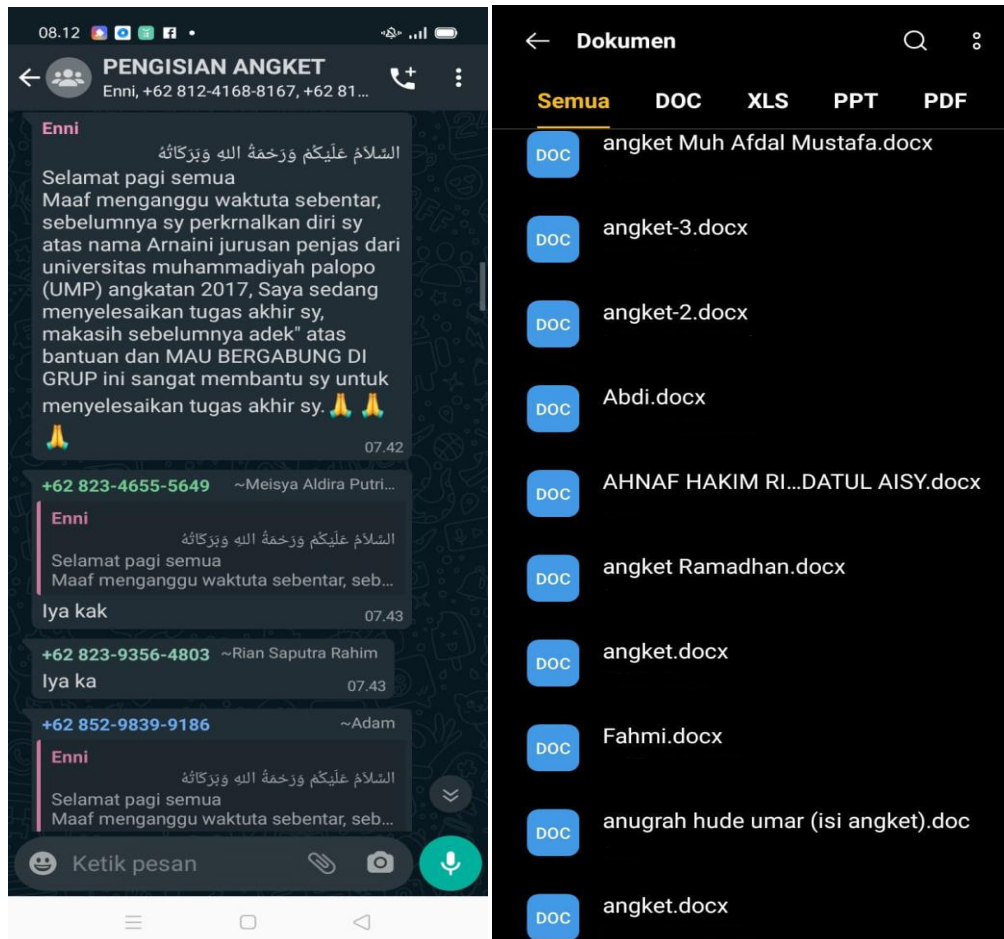 08.12
PENGISIAN ANGKET
Enni, +62 812-4168-8167, +62 81...
Enni
السَّلاَمُ عَلَيْكُمْ وَرَحْمَةُ اللهِ وَبَرَكَاتُهُ
Selamat pagi semua
Maaf menganggu waktuta sebentar,
sebelumnya sy perkrnalkan diri sy
atas nama Arnaini jurusan penjas dari
universitas muhammadiyah palopo
(UMP) angkatan 2017, Saya sedang
menyelesaikan tugas akhir sy,
makasih sebelumnya adek" atas
bantuan dan MAU BERGABUNG DI
GRUP ini sangat membantu sy untuk
menyelesaikan tugas akhir sy. 🙏 🙏
🙏
07.42
+62 823-4655-5649 ~Meisya Aldira Putri...
Enni
السَّلاَمُ عَلَيْكُمْ وَرَحْمَةُ اللهِ وَبَرَكَاتُهُ
Selamat pagi semua
Maaf menganggu waktuta sebentar, seb...
Iya kak
07.43
+62 823-9356-4803 ~Rian Saputra Rahim
Iya ka
07.43
+62 852-9839-9186 ~Adam
Enni
السَّلاَمُ عَلَيْكُمْ وَرَحْمَةُ اللهِ وَبَرَكَاتُهُ
Selamat pagi semua
Maaf menganggu waktuta sebentar, seb...
Ketik pesan
Dokumen
Semua DOC XLS PPT PDF
DOC angket Muh Afdal Mustafa.docx
DOC angket-3.docx
DOC angket-2.docx
DOC Abdi.docx
DOC AHNAF HAKIM RI...DATUL AISY.docx
DOC angket Ramadhan.docx
DOC angket.docx
DOC Fahmi.docx
DOC anugrah hude umar (isi angket).doc
DOC angket.docx